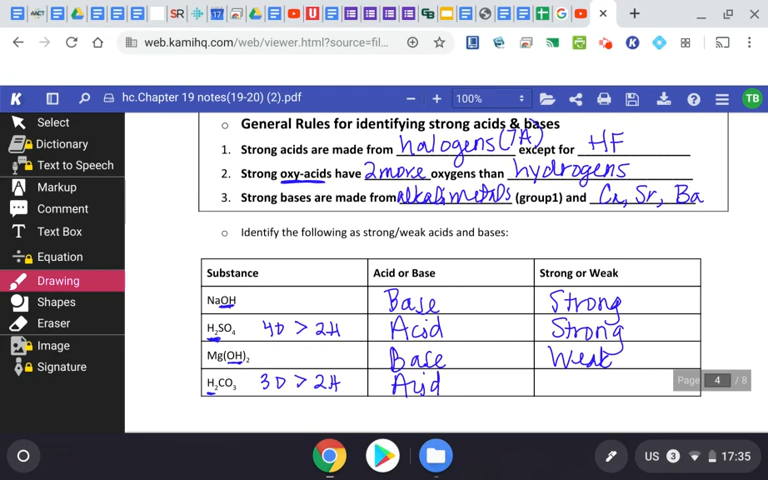 SR
17
U
GB
G
web.kamihq.com/web/viewer.html?source=fil...
K
hc.Chapter 19 notes(19-20) (2).pdf
100%
TB
Select
Dictionary
Text to Speech
Markup
Comment
Text Box
Equation
Drawing
Shapes
Eraser
Image
Signature
General Rules for identifying strong acids & bases
1. Strong acids are made from halogens (7A) except for HF
2. Strong oxy-acids have 2 more oxygens than hydrogens
3. Strong bases are made from alkali metals (group1) and Ca, Sr, Ba
Identify the following as strong/weak acids and bases:
Substance Acid or Base Strong or Weak
NaOH Base Strong
H₂SO₄ 4O > 2H Acid Strong
Mg(OH)₂ Base Weak
H₂CO₃ 3O > 2H Acid
Page 4 / 8
US 3 17:35